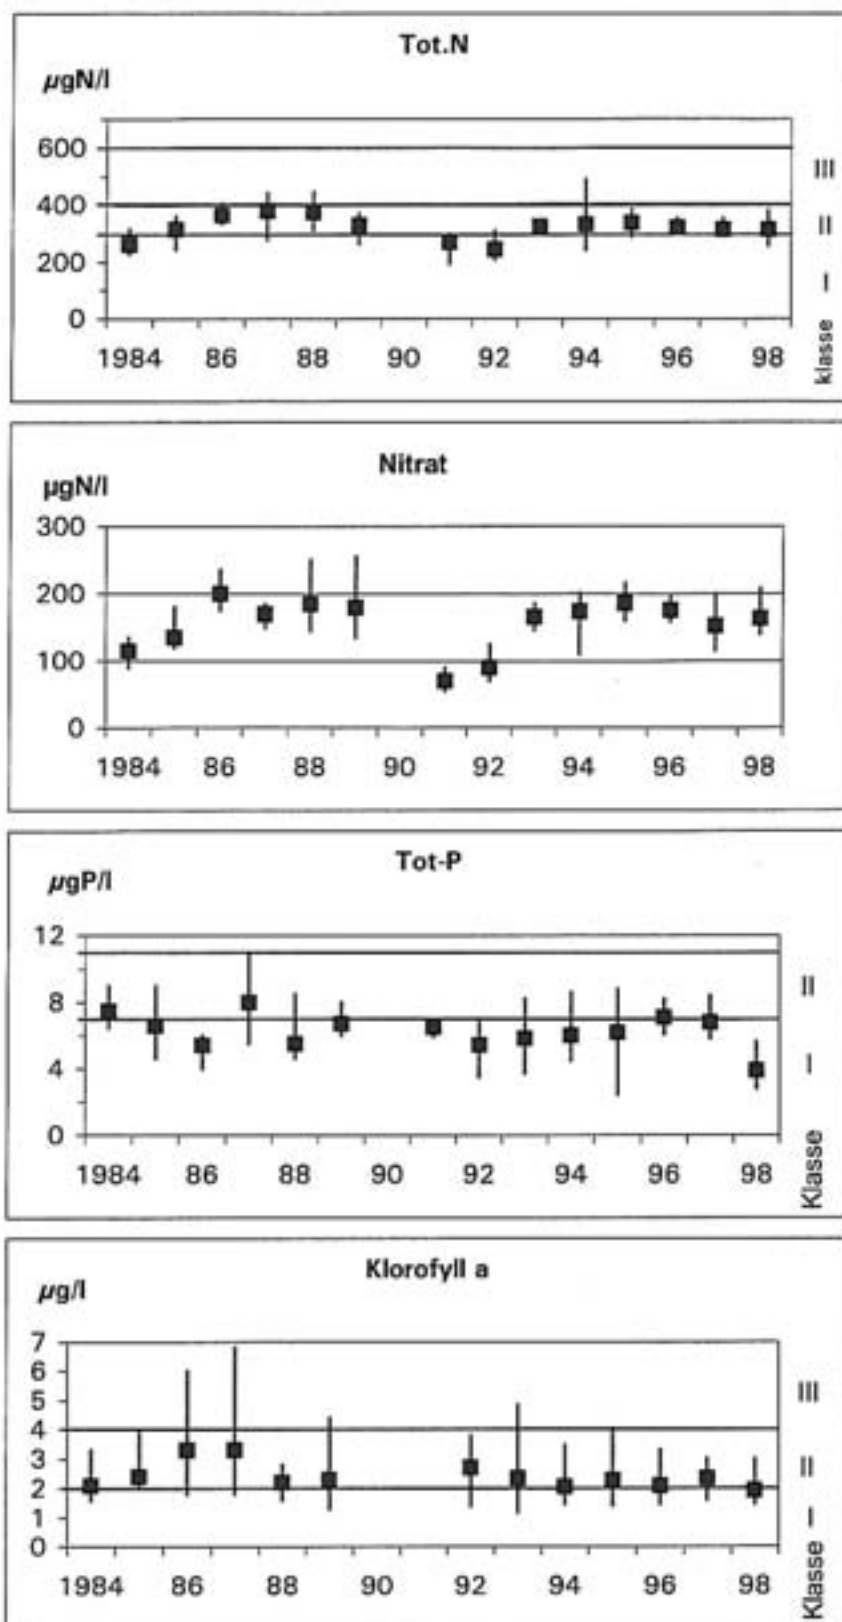 Tot.N
µgN/l
600
400
200
0
1984 86 88 90 92 94 96 98
III
II
I
klasse
Nitrat
µgN/l
300
200
100
0
1984 86 88 90 92 94 96 98
Tot-P
µgP/l
12
8
4
0
1984 86 88 90 92 94 96 98
II
I
Klasse
Klorofyll a
µg/l
7
6
5
4
3
2
1
0
1984 86 88 90 92 94 96 98
III
II
I
Klasse